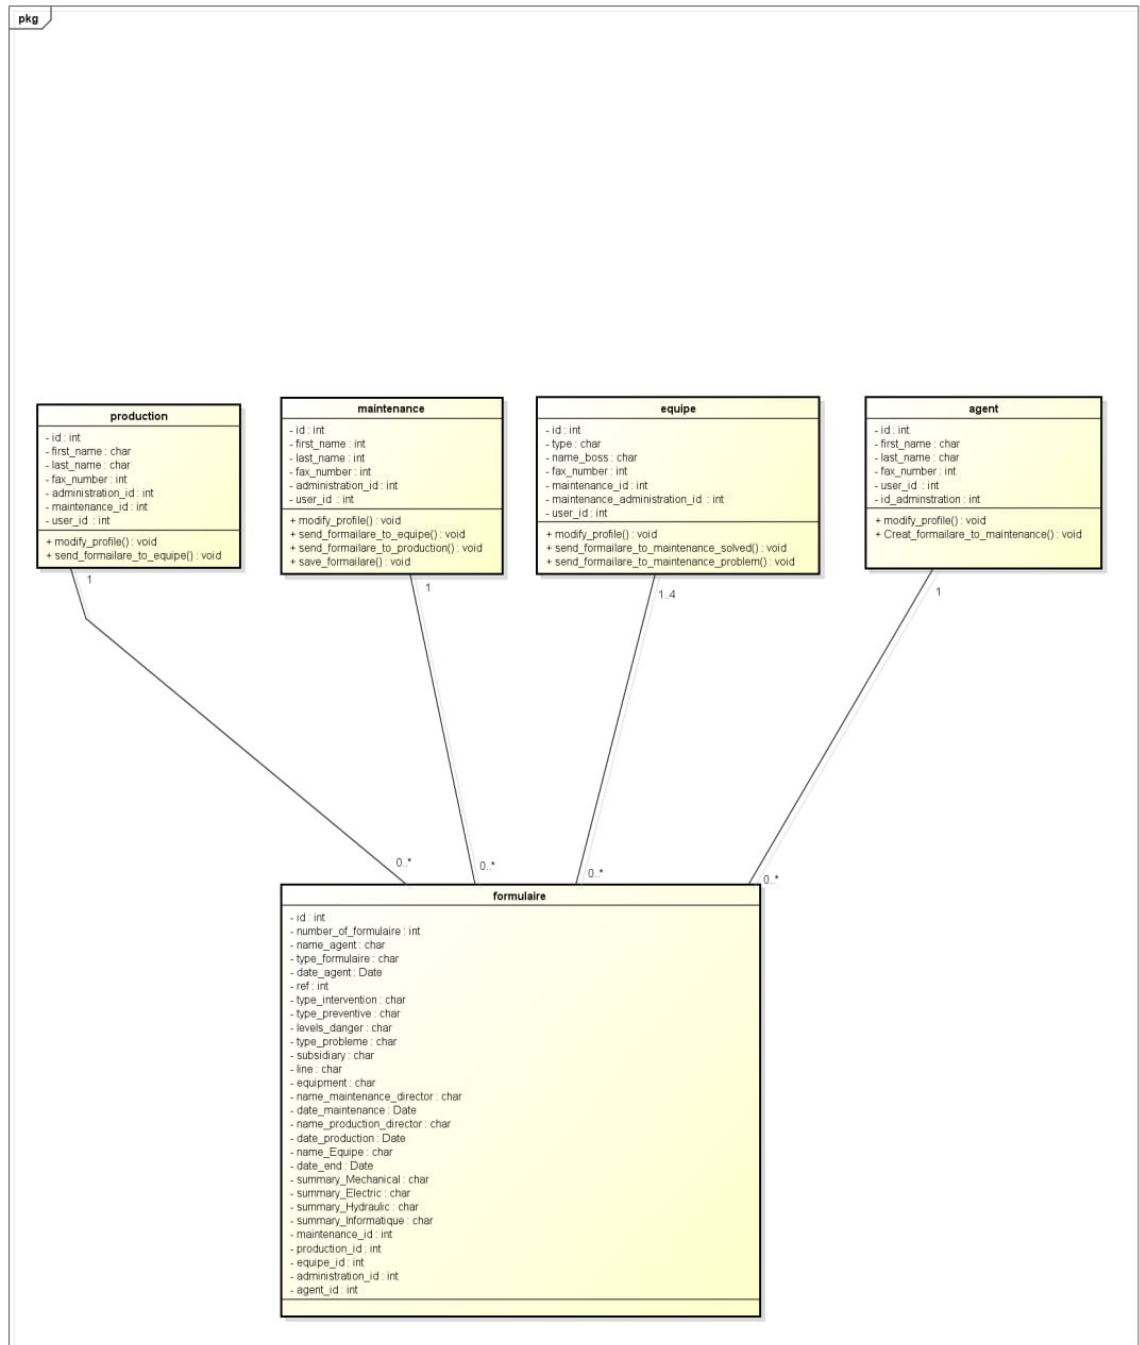 pkg
production
- id : int
- first_name : char
- last_name : char
- fax_number : int
- administration_id : int
- maintenance_id : int
- user_id : int
+ modify_profile() : void
+ send_formailare_to_equipe() : void
1
maintenance
- id : int
- first_name : int
- last_name : int
- fax_number : int
- administration_id : int
- user_id : int
+ modify_profile() : void
+ send_formailare_to_equipe() : void
+ send_formailare_to_production() : void
+ save_formailare() : void
1
equipe
- id : int
- type : char
- name_boss : char
- fax_number : int
- maintenance_id : int
- maintenance_administration_id : int
- user_id : int
+ modify_profile() : void
+ send_formailare_to_maintenance_solved() : void
+ send_formailare_to_maintenance_problem() : void
1..4
agent
- id : int
- first_name : char
- last_name : char
- fax_number : int
- user_id : int
- id_adminstration : int
+ modify_profile() : void
+ Creat_formailare_to_maintenance() : void
1
0..*
0..*
0..*
0..*
formulaire
- id : int
- number_of_formulaire : int
- name_agent : char
- type_formulaire : char
- date_agent : Date
- ref : int
- type_intervention : char
- type_preventive : char
- levels_danger : char
- type_probleme : char
- subsidiary : char
- line : char
- equipment : char
- name_maintenance_director : char
- date_maintenance : Date
- name_production_director : char
- date_production : Date
- name_Equipe : char
- date_end : Date
- summary_Mechanical : char
- summary_Electric : char
- summary_Hydraulic : char
- summary_Informatique : char
- maintenance_id : int
- production_id : int
- equipe_id : int
- administration_id : int
- agent_id : int